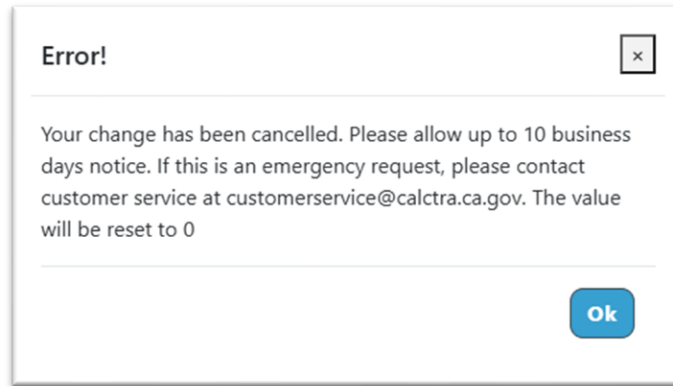 Error!
×
Your change has been cancelled. Please allow up to 10 business
days notice. If this is an emergency request, please contact
customer service at customerservice@calctra.ca.gov. The value
will be reset to 0
Ok